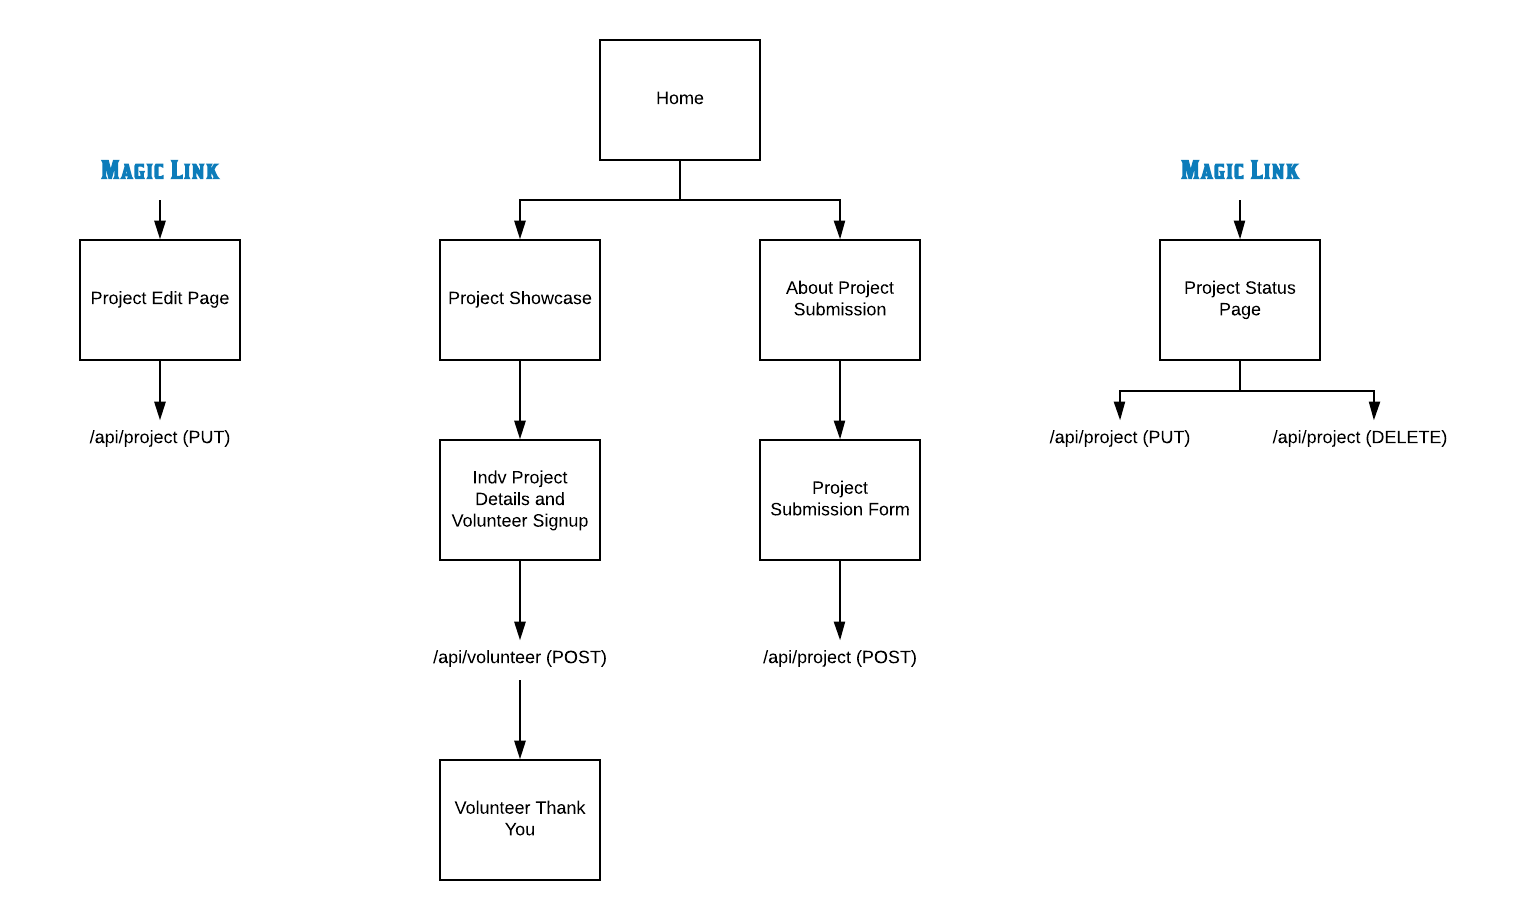 Home
Magic Link
Magic Link
Project Edit Page
Project Showcase
About Project
Submission
Project Status
Page
/api/project (PUT)
/api/project (PUT)
/api/project (DELETE)
Indv Project
Details and
Volunteer Signup
Project
Submission Form
/api/volunteer (POST)
/api/project (POST)
Volunteer Thank
You